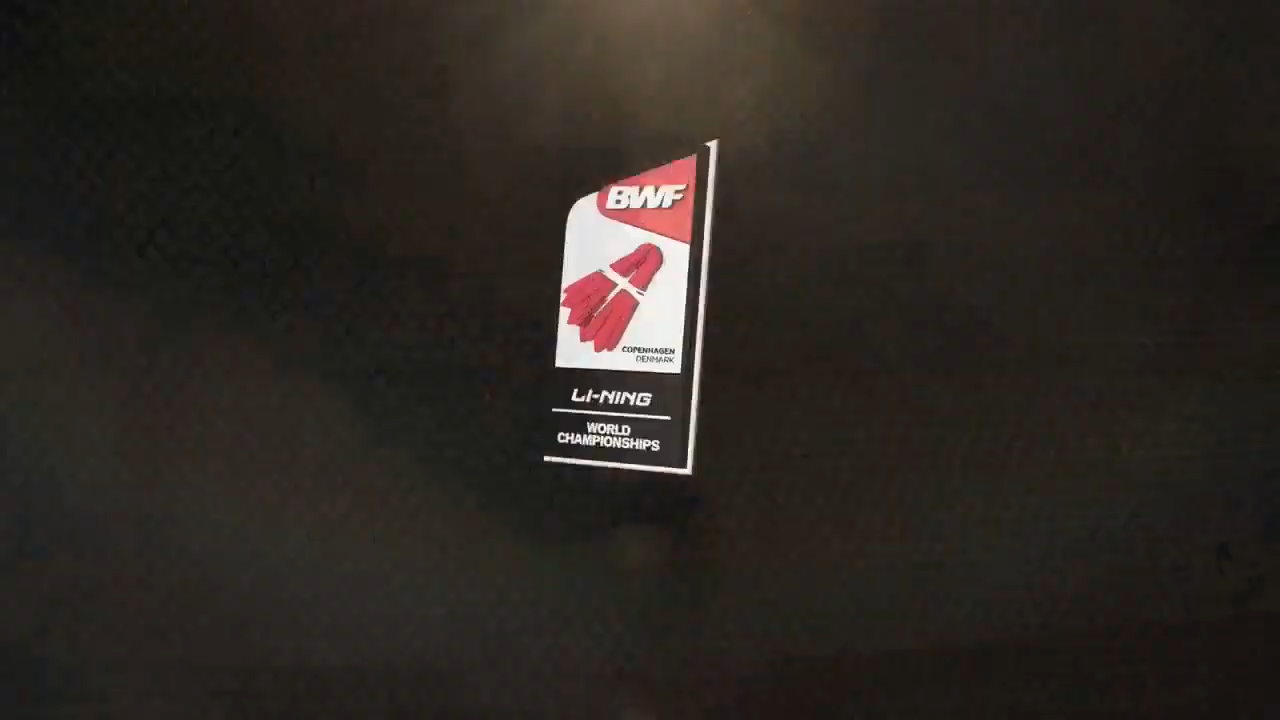 BWF
COPENHAGEN
DENMARK
LI-NING
WORLD
CHAMPIONSHIPS